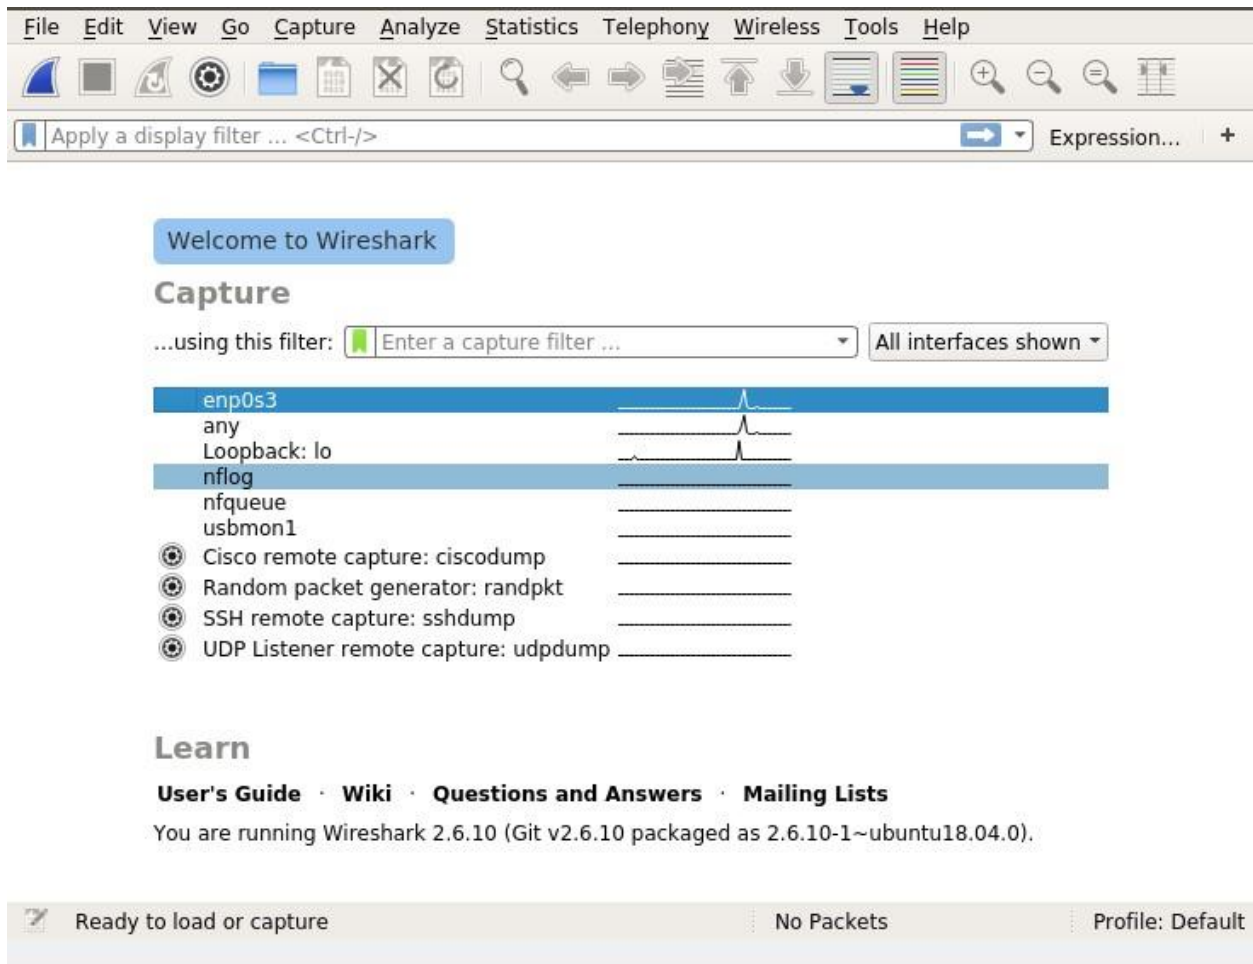 File Edit View Go Capture Analyze Statistics Telephony Wireless Tools Help
Apply a display filter ... <Ctrl-/> Expression... +
Welcome to Wireshark
Capture
...using this filter: Enter a capture filter ... All interfaces shown
enp0s3
any
Loopback: lo
nflog
nfqueue
usbmon1
Cisco remote capture: ciscodump
Random packet generator: randpkt
SSH remote capture: sshdump
UDP Listener remote capture: udpdump
Learn
User's Guide · Wiki · Questions and Answers · Mailing Lists
You are running Wireshark 2.6.10 (Git v2.6.10 packaged as 2.6.10-1~ubuntu18.04.0).
Ready to load or capture No Packets Profile: Default